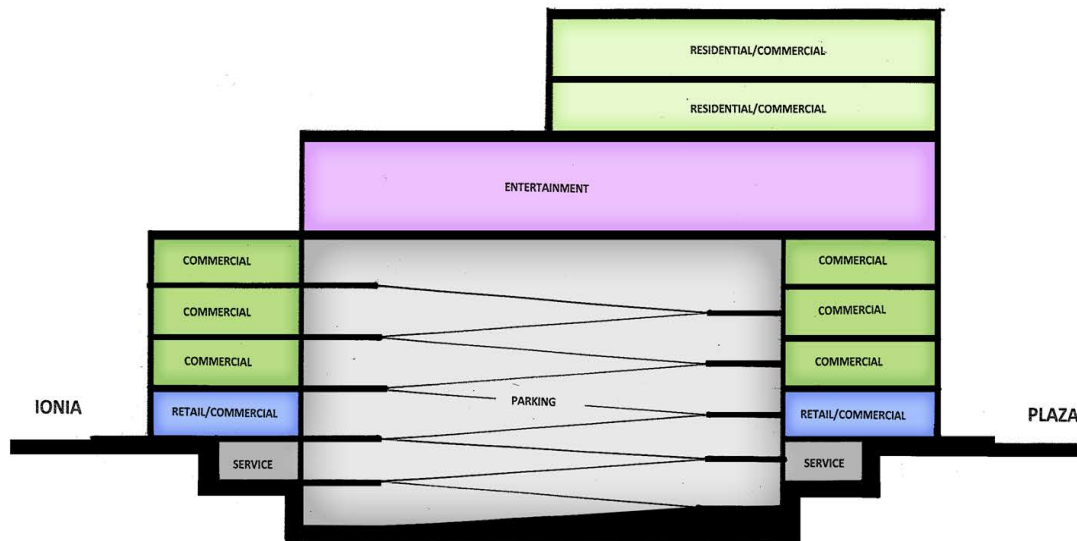 RESIDENTIAL/COMMERCIAL
RESIDENTIAL/COMMERCIAL
ENTERTAINMENT
COMMERCIAL
COMMERCIAL
COMMERCIAL
COMMERCIAL
COMMERCIAL
COMMERCIAL
IONIA
RETAIL/COMMERCIAL
PARKING
RETAIL/COMMERCIAL
PLAZA
SERVICE
SERVICE